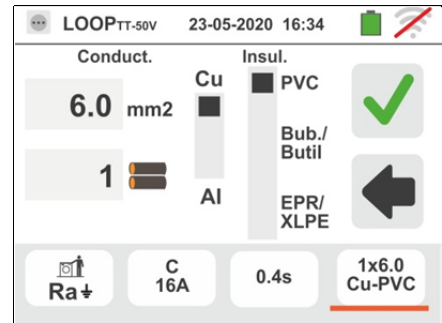 LOOPTT-50V 23-05-2020 16:34
Conduct. Insul.
6.0 mm2 Cu PVC
Bub./
Butil
1 Al EPR/
XLPE
Ra C
16A 0.4s 1x6.0
Cu-PVC